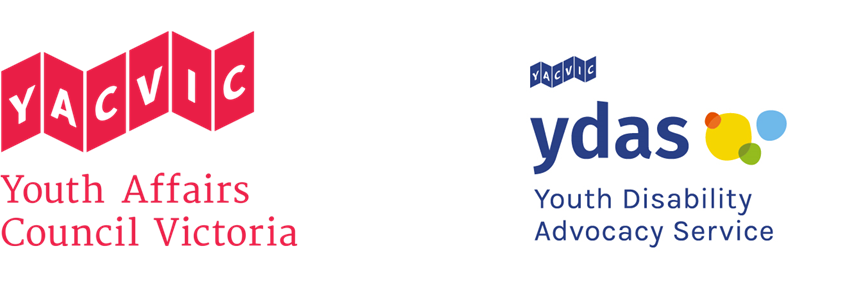 YACVIC
Youth Affairs
Council Victoria
YACVIC
ydas
Youth Disability
Advocacy Service